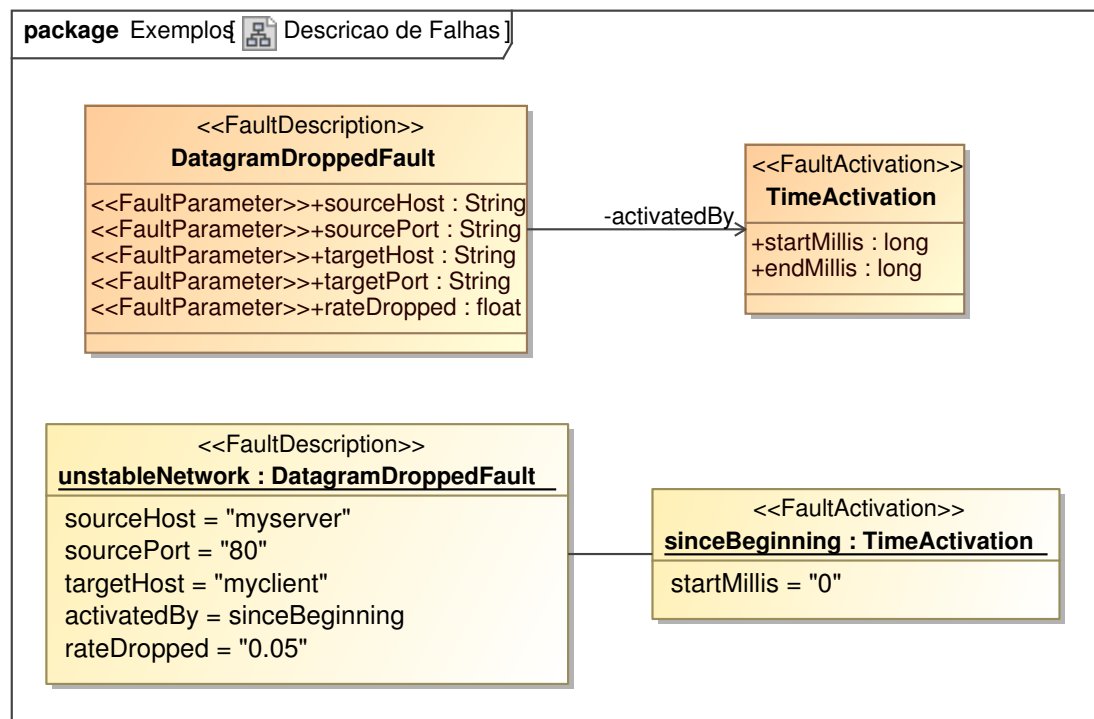 package Exemplos[ Descricao de Falhas ]
<<FaultDescription>>
DatagramDroppedFault
<<FaultParameter>>+sourceHost : String
<<FaultParameter>>+sourcePort : String
<<FaultParameter>>+targetHost : String
<<FaultParameter>>+targetPort : String
<<FaultParameter>>+rateDropped : float
-activatedBy
<<FaultActivation>>
TimeActivation
+startMillis : long
+endMillis : long
<<FaultDescription>>
unstableNetwork : DatagramDroppedFault
sourceHost = "myserver"
sourcePort = "80"
targetHost = "myclient"
activatedBy = sinceBeginning
rateDropped = "0.05"
<<FaultActivation>>
sinceBeginning : TimeActivation
startMillis = "0"